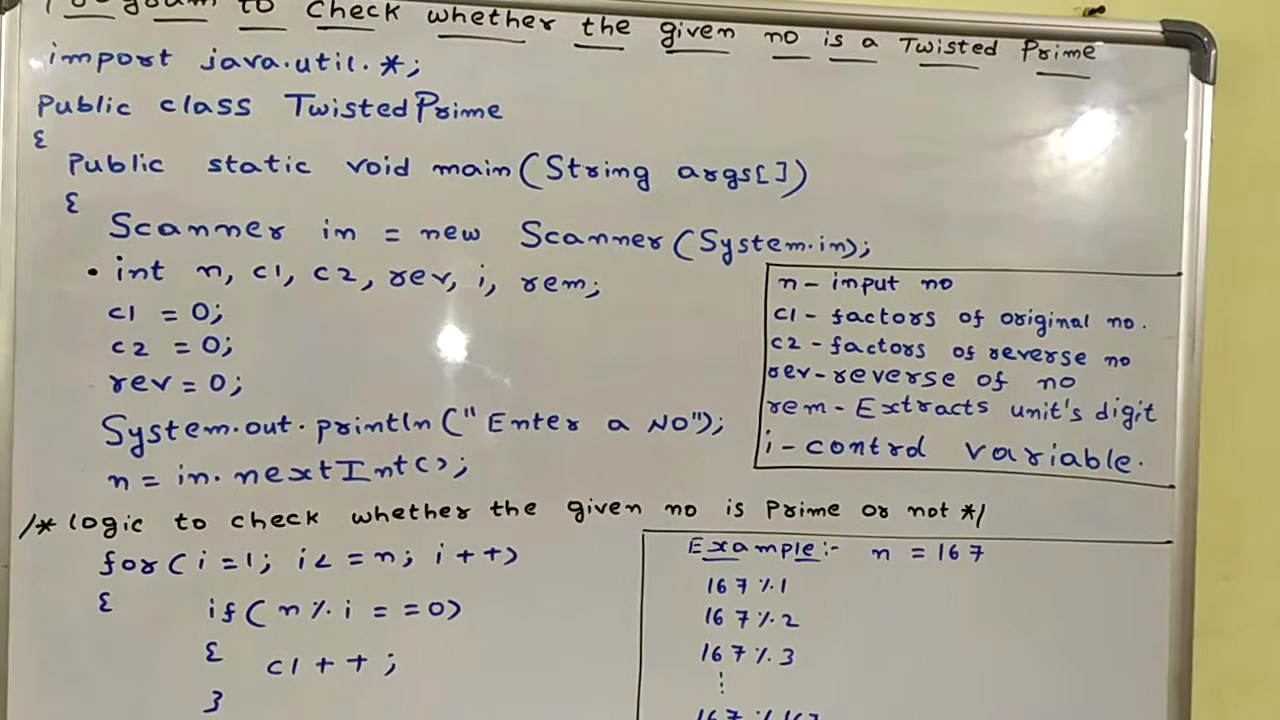 to check whether the given no is a Twisted Prime
import java.util.*;
Public class TwistedPrime
{
Public static void main(String args[])
{
Scanner in = new Scanner(System.in);
int n, c1, c2, rev, i, rem;
c1 = 0;
c2 = 0;
rev = 0;
System.out.println("Enter a NO");
n = in.nextInt();
n - input no
c1 - factors of original no.
c2 - factors of reverse no
rev - reverse of no
rem - Extracts unit's digit
i - control variable.
/* logic to check whether the given no is Prime or not */
for(i=1; i<=n; i++)
{ if(n%i==0)
{ c1++;
}
Example:- n = 167
167%1
167%2
167%3
⋮
167%167